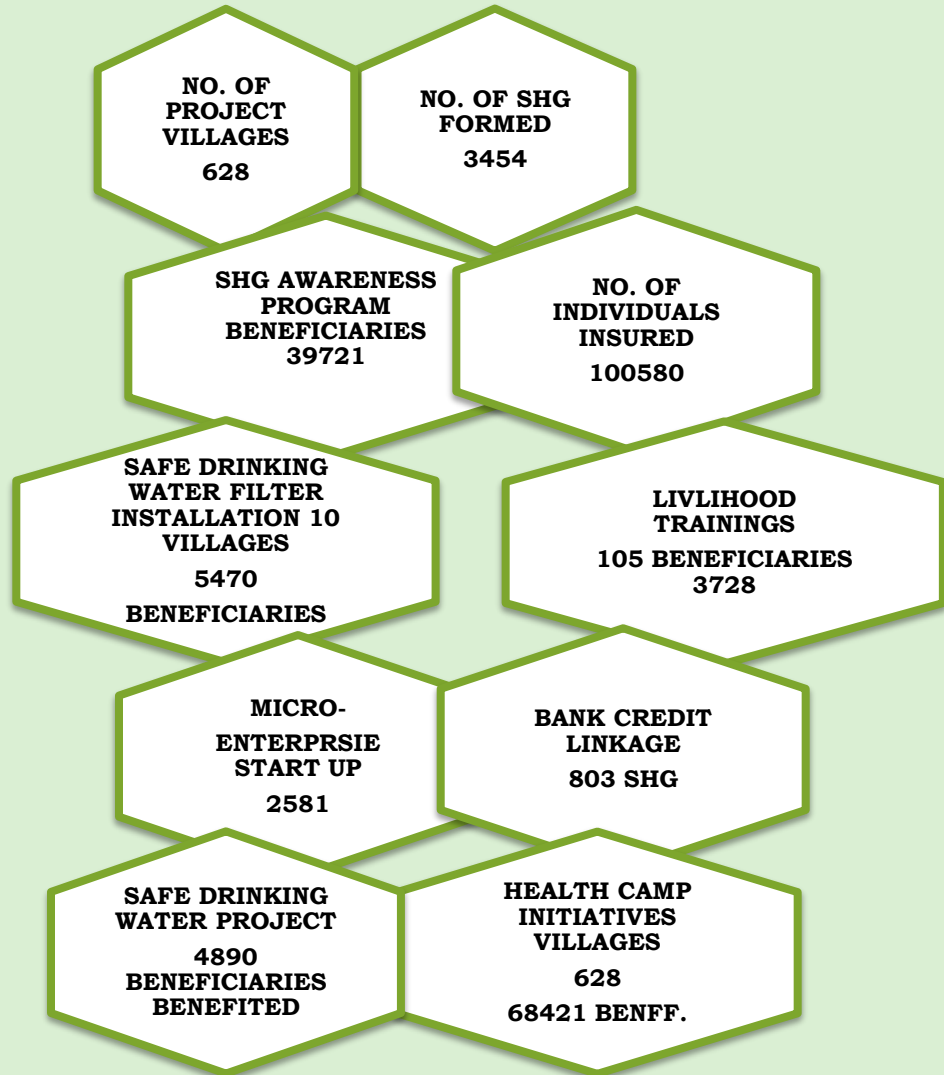 NO. OF
PROJECT
VILLAGES
628
NO. OF SHG
FORMED
3454
SHG AWARENESS
PROGRAM
BENEFICIARIES
39721
NO. OF
INDIVIDUALS
INSURED
100580
SAFE DRINKING
WATER FILTER
INSTALLATION 10
VILLAGES
5470
BENEFICIARIES
LIVLIHOOD
TRAININGS
105 BENEFICIARIES
3728
MICRO-
ENTERPRSIE
START UP
2581
BANK CREDIT
LINKAGE
803 SHG
SAFE DRINKING
WATER PROJECT
4890
BENEFICIARIES
BENEFITED
HEALTH CAMP
INITIATIVES
VILLAGES
628
68421 BENFF.